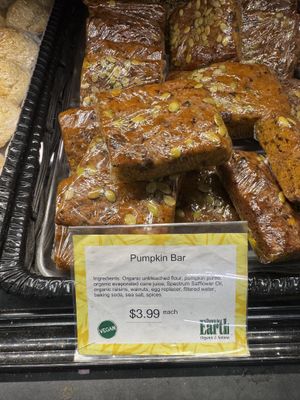 Pumpkin Bar
Ingredients: Organic unbleached flour, pumpkin puree,
organic evaporated cane juice, Spectrum Safflower Oil,
organic raisins, walnuts, egg replacer, filtered water,
baking soda, sea salt, spices.
$3.99 each
VEGAN
Earth